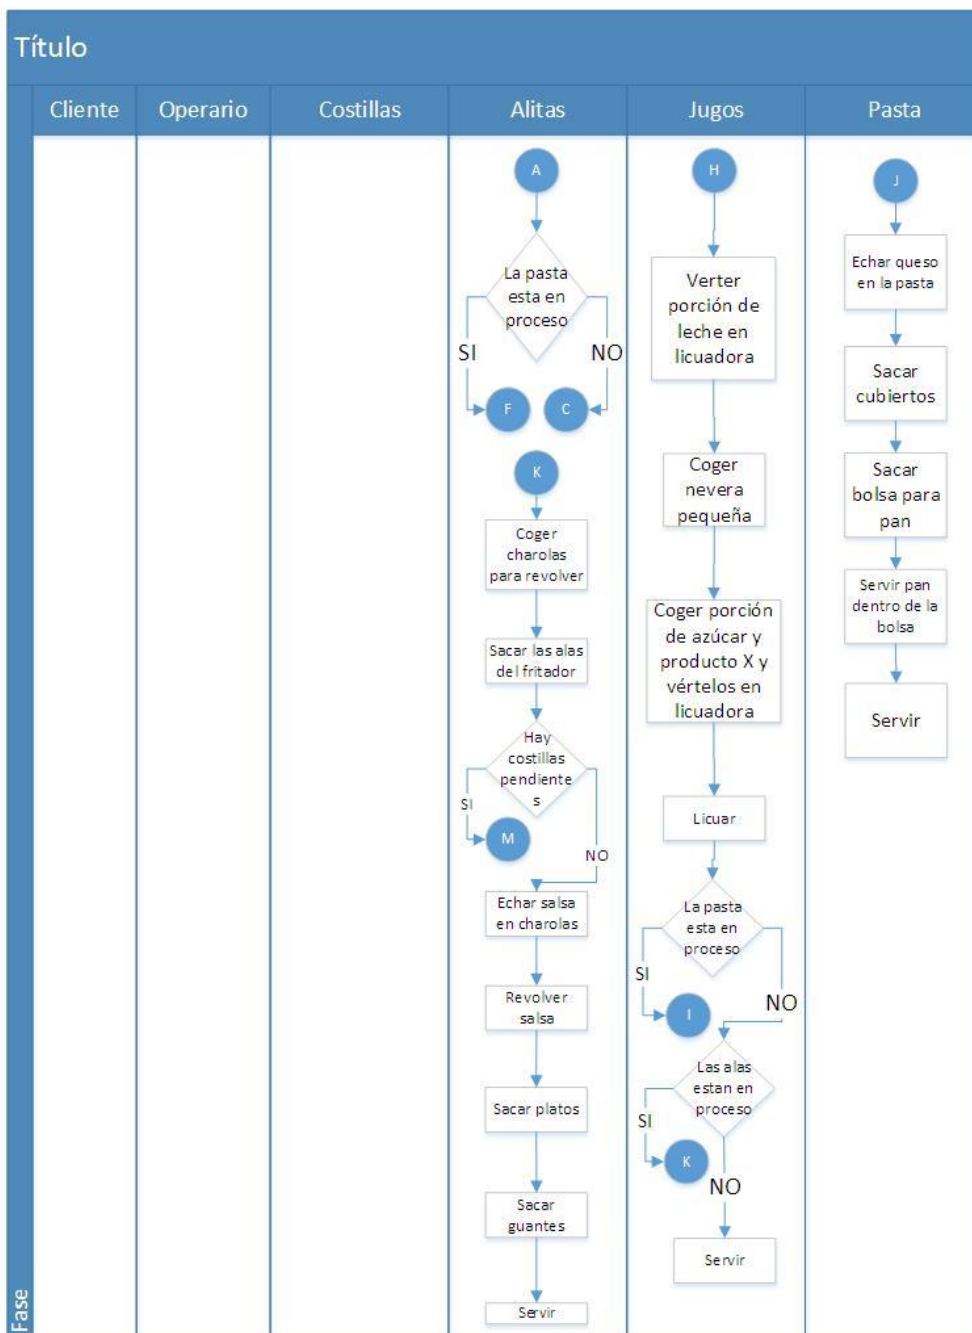 Título
Fase
Cliente
Operario
Costillas
Alitas
Jugos
Pasta
A
La pasta
esta en
proceso
SI
NO
F
C
K
Coger
charolas
para revolver
Sacar las alas
del fritador
Hay
costillas
pendiente
s
SI
M
NO
Echar salsa
en charolas
Revolver
salsa
Sacar platos
Sacar
guantes
Servir
H
Verter
porción de
leche en
licuadora
Coger
nevera
pequeña
Coger porción
de azúcar y
producto X y
vértelos en
licuadora
Licuar
La pasta
esta en
proceso
SI
NO
I
Las alas
estan en
proceso
SI
K
NO
Servir
J
Echar queso
en la pasta
Sacar
cubiertos
Sacar
bolsa para
pan
Servir pan
dentro de la
bolsa
Servir